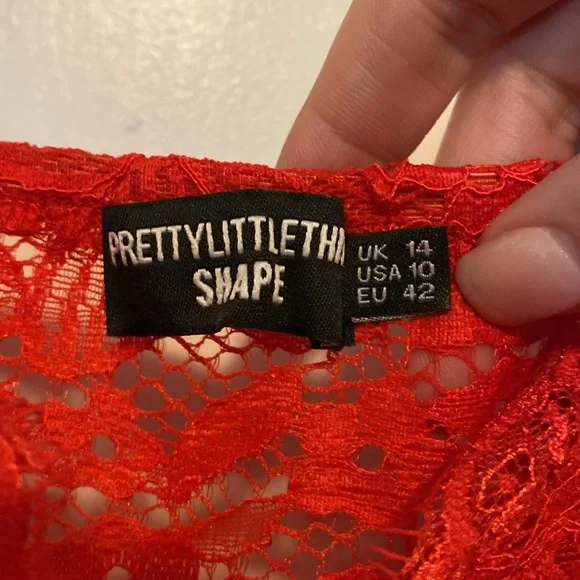 PRETTYLITTLETHI
SHAPE
UK 14
USA 10
EU 42